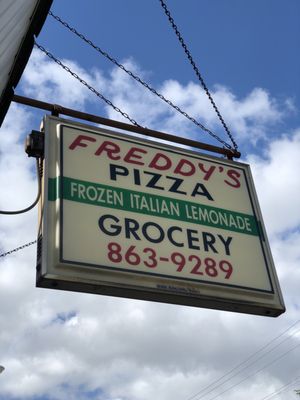 FREDDY'S
PIZZA
FROZEN ITALIAN LEMONADE
GROCERY
863-9289